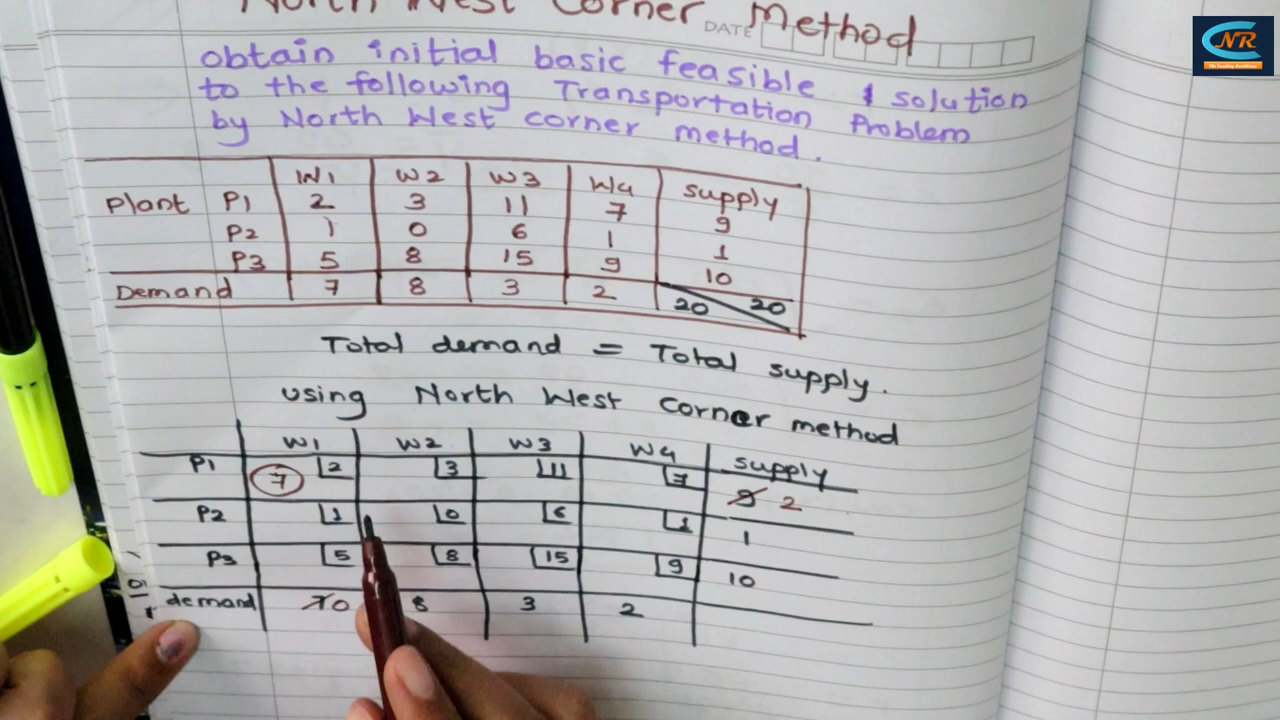 North West Corner Method
DATE
NR
obtain initial basic feasible solution
to the following Transportation Problem
by North West corner method.
W1 W2 W3 W4 Supply
Plant P1 2 3 11 7 9
P2 1 0 6 1 1
P3 5 8 15 9 10
Demand 7 8 3 2 20 20
Total demand = Total supply.
using North West Corner method
W1 W2 W3 W4 supply
P1 7 2 3 11 7 9 2
P2 1 0 6 1 1
P3 5 8 15 9 10
demand 7 0 8 3 2